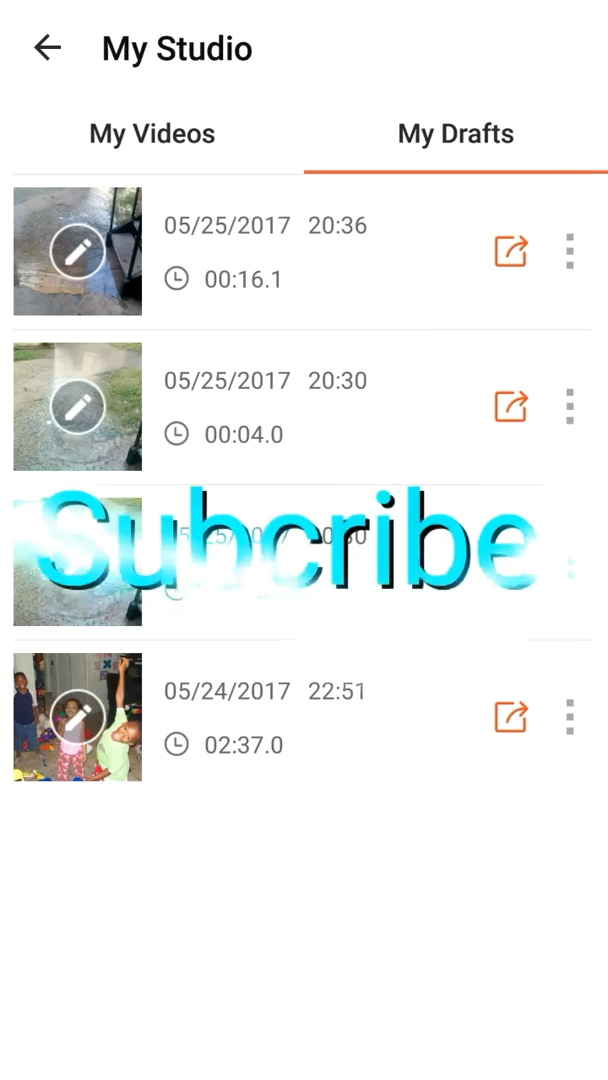 My Studio
My Videos My Drafts
05/25/2017 20:36
00:16.1
05/25/2017 20:30
00:04.0
Subcribe
05/24/2017 22:51
02:37.0